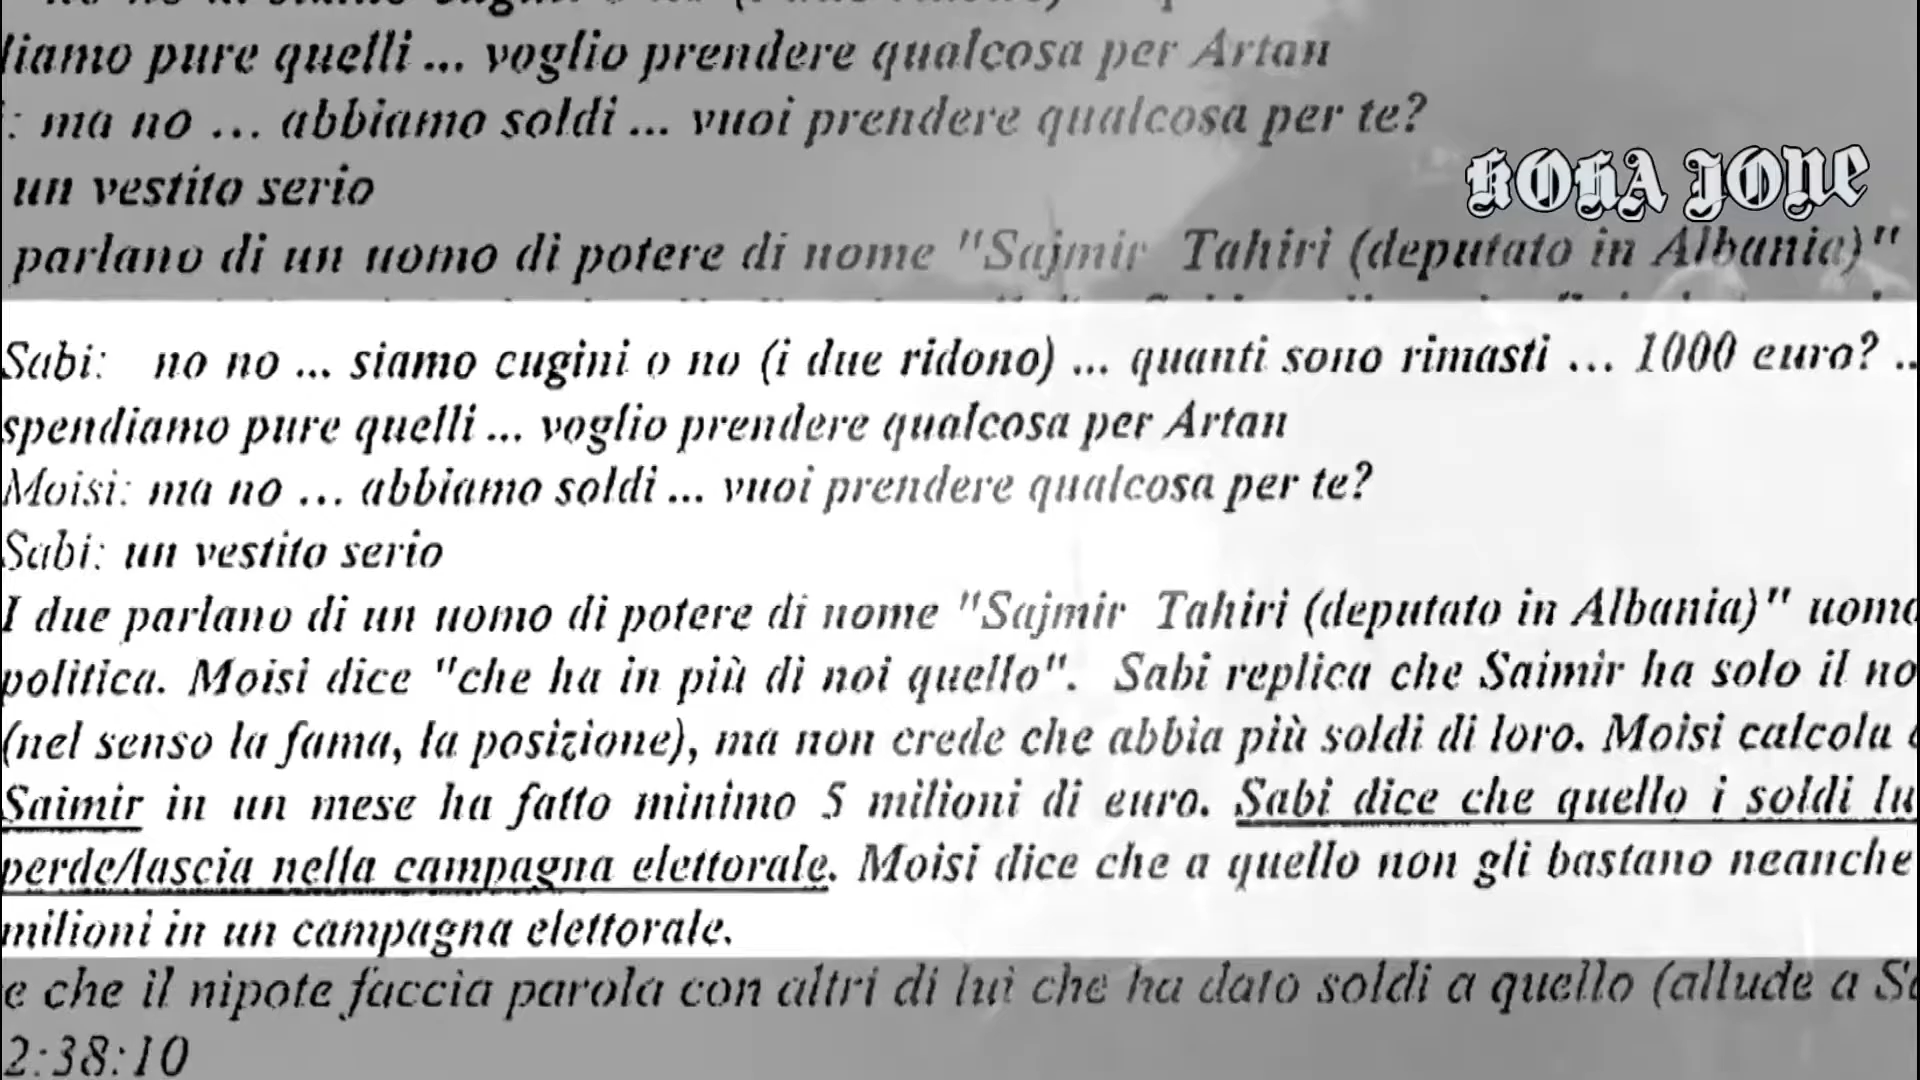 liamo pure quelli ... voglio prendere qualcosa per Artan
: ma no ... abbiamo soldi ... vuoi prendere qualcosa per te?
KOHA JONE
un vestito serio
parlano di un uomo di potere di nome "Sajmir Tahiri (deputato in Albania)"
Sabi: no no ... siamo cugini o no (i due ridono) ... quanti sono rimasti ... 1000 euro? ..
spendiamo pure quelli ... voglio prendere qualcosa per Artan
Moisi: ma no ... abbiamo soldi ... vuoi prendere qualcosa per te?
Sabi: un vestito serio
I due parlano di un uomo di potere di nome "Sajmir Tahiri (deputato in Albania)" uomo
politica. Moisi dice "che ha in più di noi quello". Sabi replica che Saimir ha solo il no
(nel senso la fama, la posizione), ma non crede che abbia più soldi di loro. Moisi calcola
Saimir in un mese ha fatto minimo 5 milioni di euro. Sabi dice che quello i soldi lu
perde/lascia nella campagna elettorale. Moisi dice che a quello non gli bastano neanche
milioni in un campagna elettorale.
e che il nipote faccia parola con altri di lui che ha dato soldi a quello (allude a Sa
2:38:10